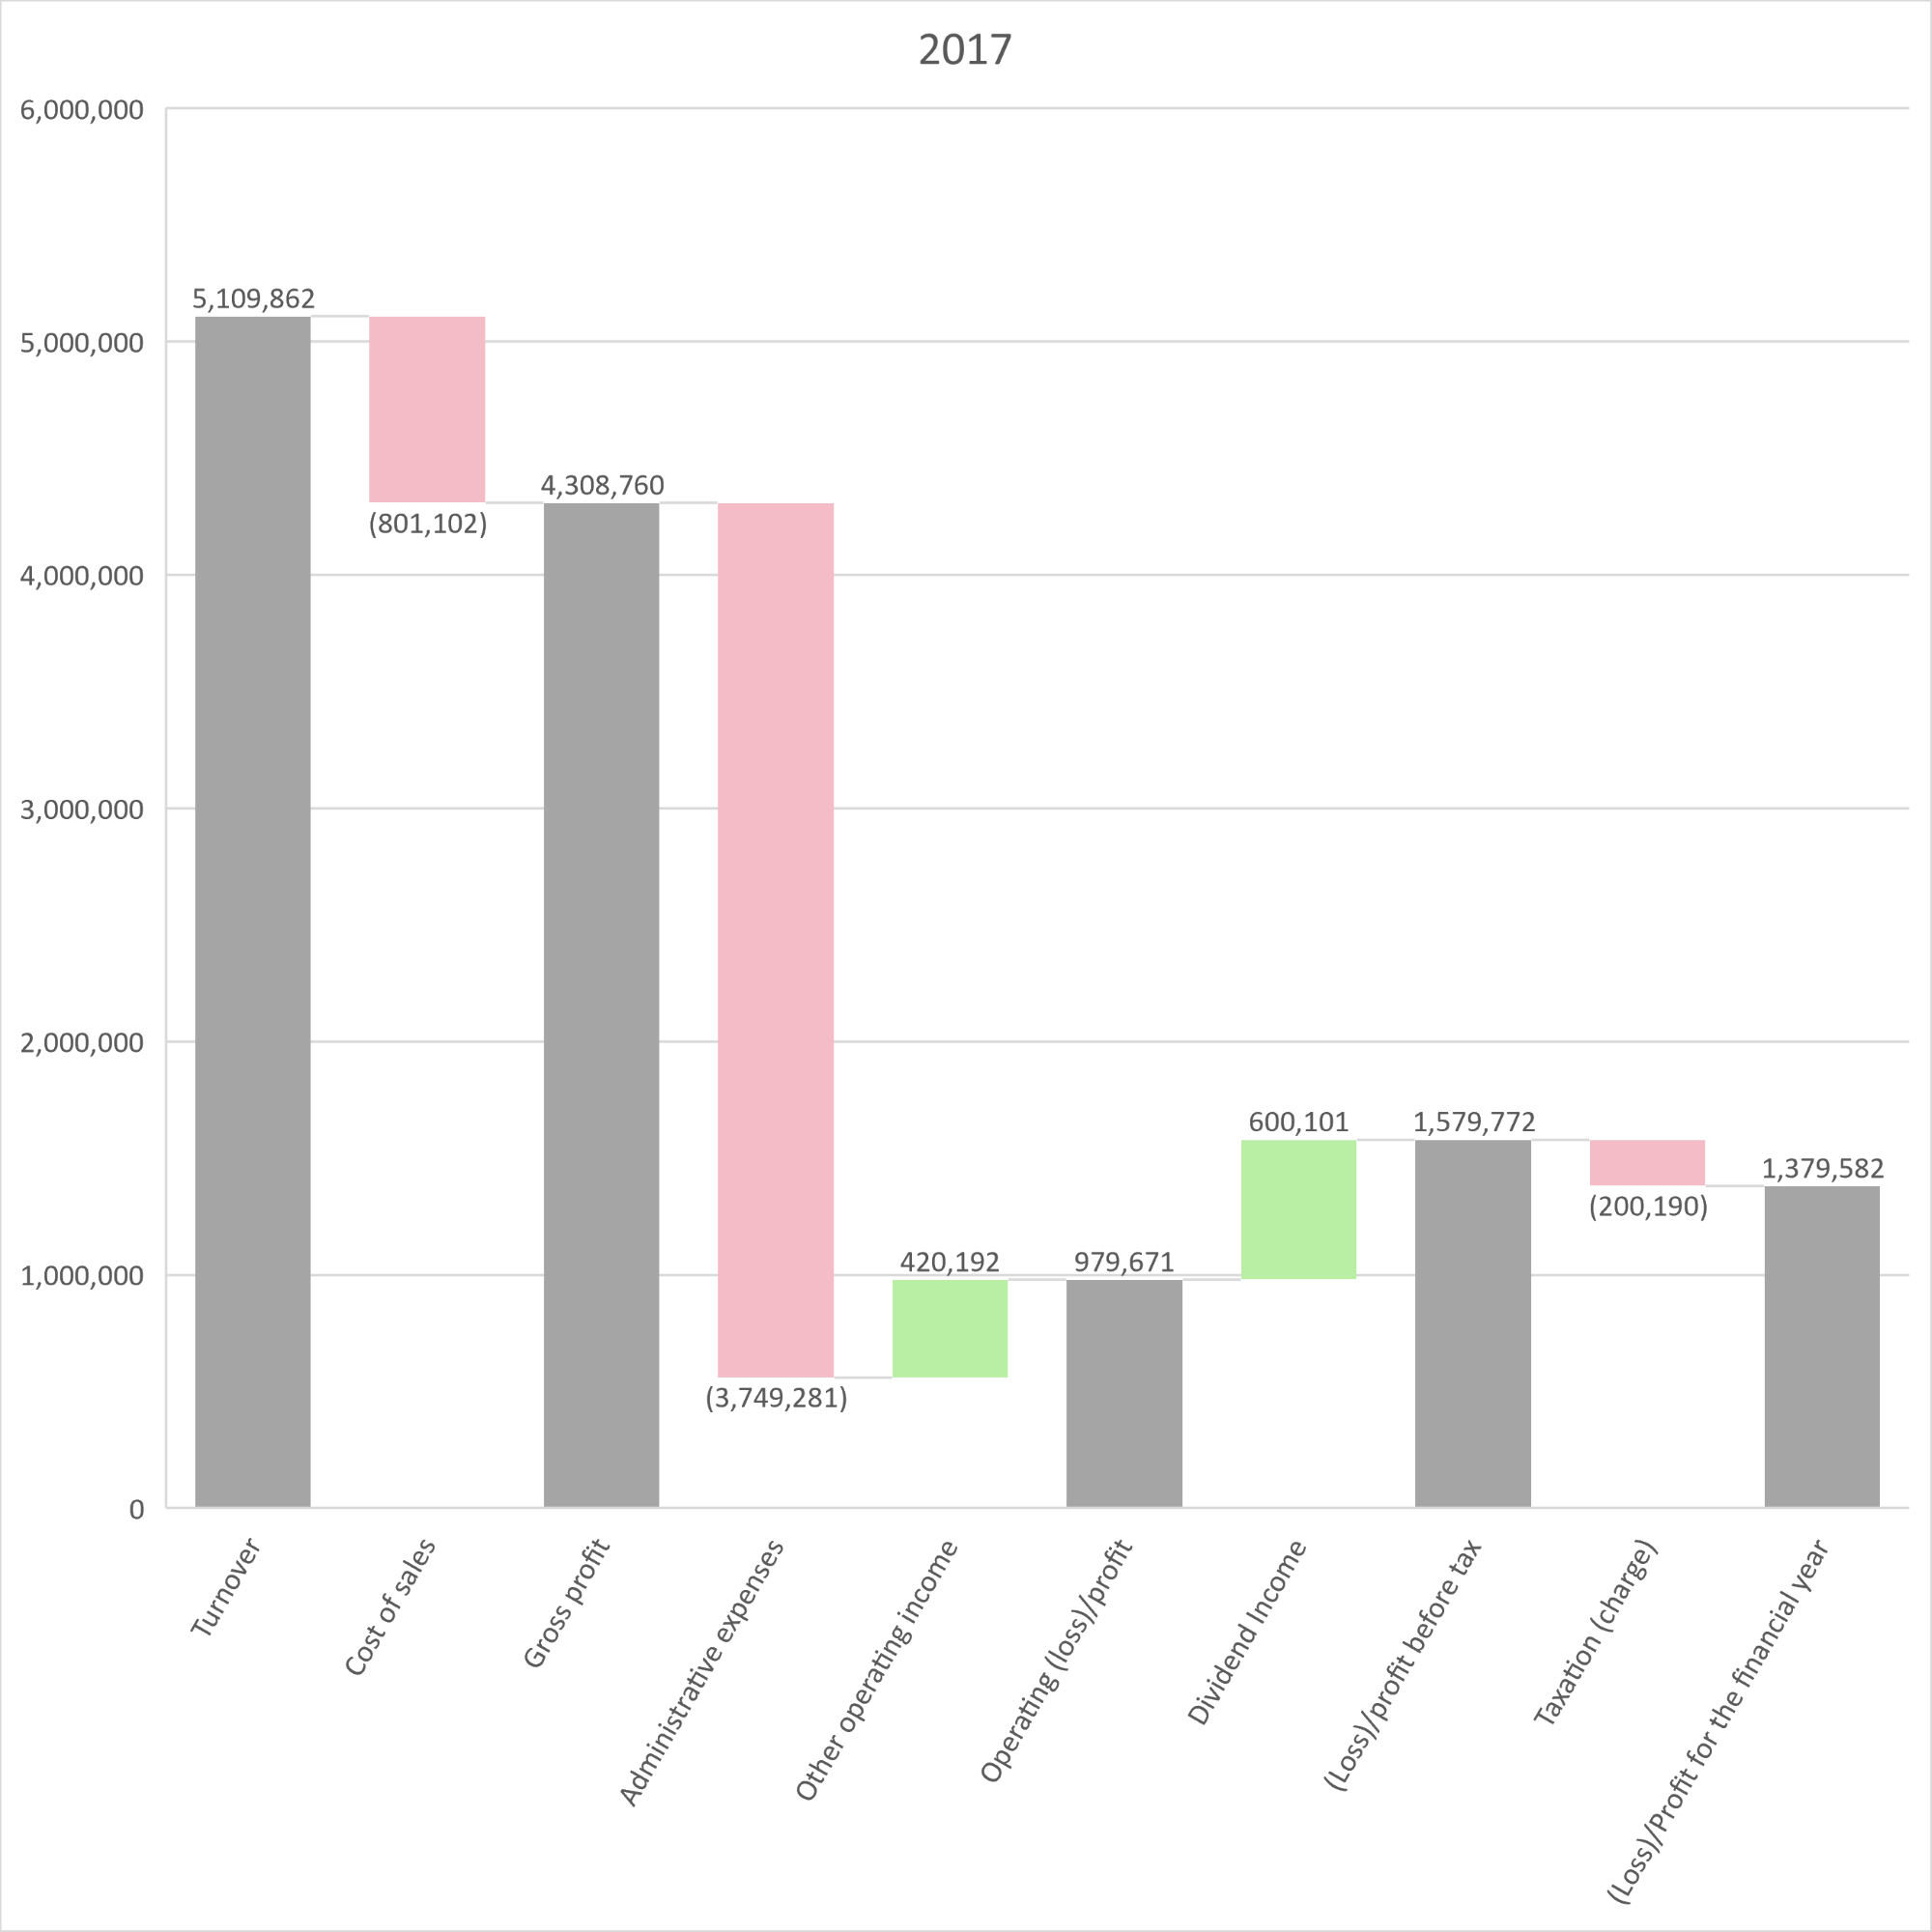 2017
6,000,000
5,000,000
4,000,000
3,000,000
2,000,000
1,000,000
0
5,109,862
(801,102)
4,308,760
(3,749,281)
420,192
979,671
600,101
1,579,772
(200,190)
1,379,582
Turnover
Cost of sales
Gross profit
Administrative expenses
Other operating income
Operating (loss)/profit
Dividend Income
(Loss)/profit before tax
Taxation (charge)
(Loss)/Profit for the financial year